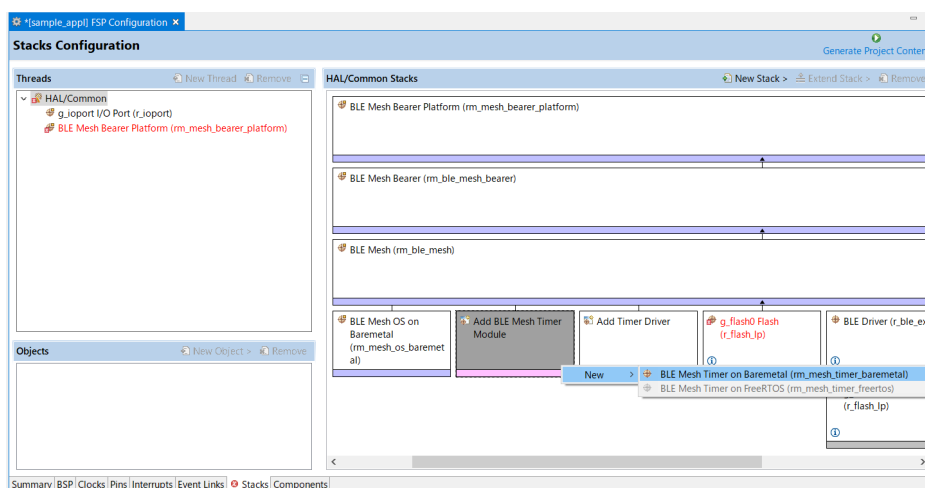 *[sample_appl] FSP Configuration
Stacks Configuration
Generate Project Conten
Threads
New Thread
Remove
HAL/Common
g_ioport I/O Port (r_ioport)
BLE Mesh Bearer Platform (rm_mesh_bearer_platform)
Objects
New Object >
Remove
HAL/Common Stacks
New Stack >
Extend Stack >
Remove
BLE Mesh Bearer Platform (rm_mesh_bearer_platform)
BLE Mesh Bearer (rm_ble_mesh_bearer)
BLE Mesh (rm_ble_mesh)
BLE Mesh OS on
Baremetal
(rm_mesh_os_baremet
al)
Add BLE Mesh Timer
Module
Add Timer Driver
g_flash0 Flash
(r_flash_lp)
BLE Driver (r_ble_ex
New >
BLE Mesh Timer on Baremetal (rm_mesh_timer_baremetal)
BLE Mesh Timer on FreeRTOS (rm_mesh_timer_freertos)
(r_flash_lp)
Summary BSP Clocks Pins Interrupts Event Links Stacks Components